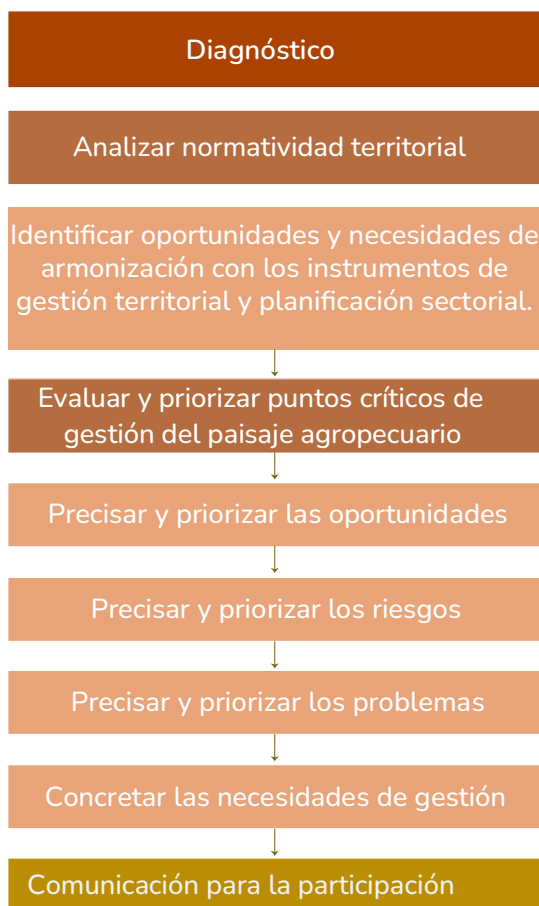 Diagnóstico
Analizar normatividad territorial
Identificar oportunidades y necesidades de
armonización con los instrumentos de
gestión territorial y planificación sectorial.
Evaluar y priorizar puntos críticos de
gestión del paisaje agropecuario
Precisar y priorizar las oportunidades
Precisar y priorizar los riesgos
Precisar y priorizar los problemas
Concretar las necesidades de gestión
Comunicación para la participación